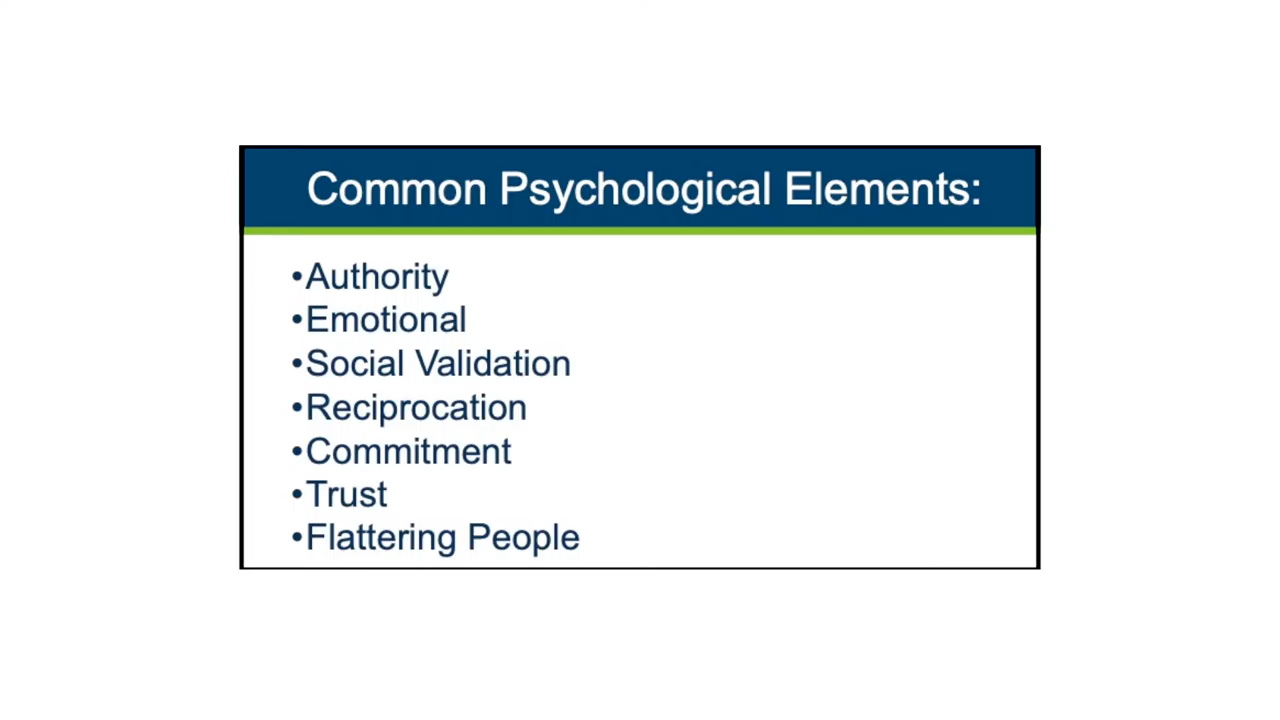 Common Psychological Elements:
•Authority
•Emotional
•Social Validation
•Reciprocation
•Commitment
•Trust
•Flattering People